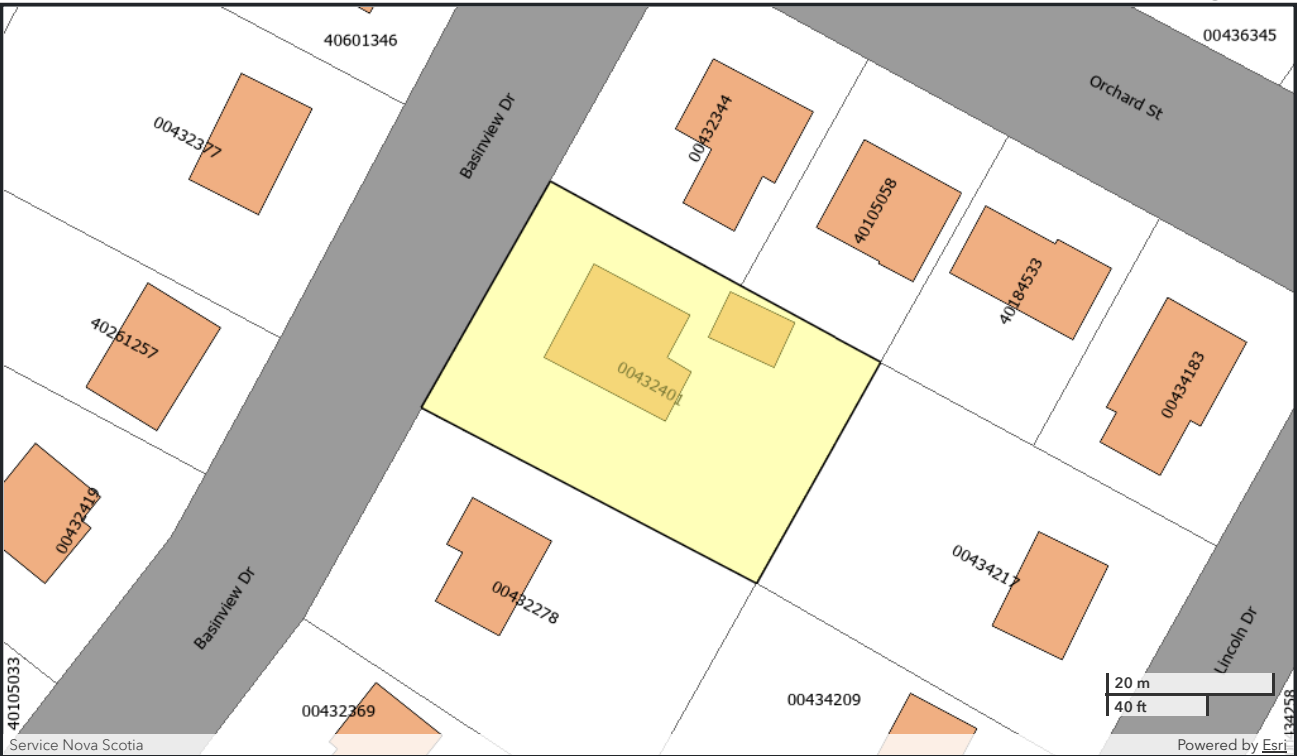 00436345
40601346
Orchard St
Basinview Dr
00432344
00432377
40105058
40184533
40261257
00434183
00432401
00432419
00434217
00432278
Basinview Dr
Lincoln Dr
40105033
20 m
00434209
40 ft
00432369
Service Nova Scotia
Powered by Esri